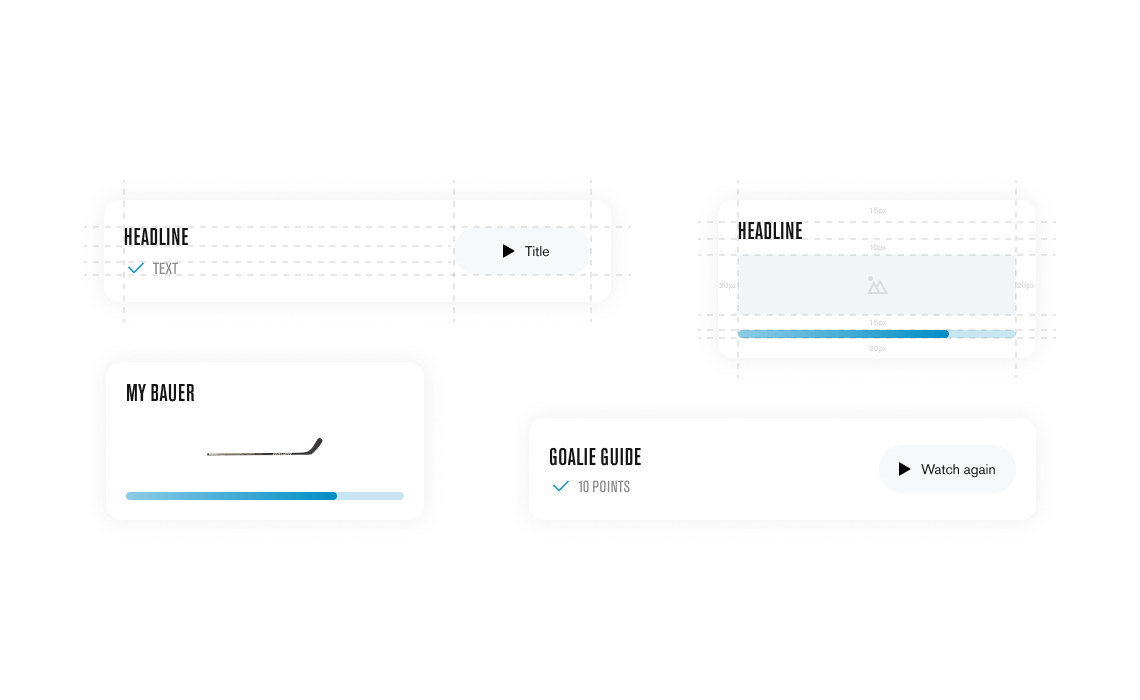 HEADLINE
TEXT
Title
15px
HEADLINE
10px
20px
20px
15px
20px
MY BAUER
GOALIE GUIDE
10 POINTS
Watch again